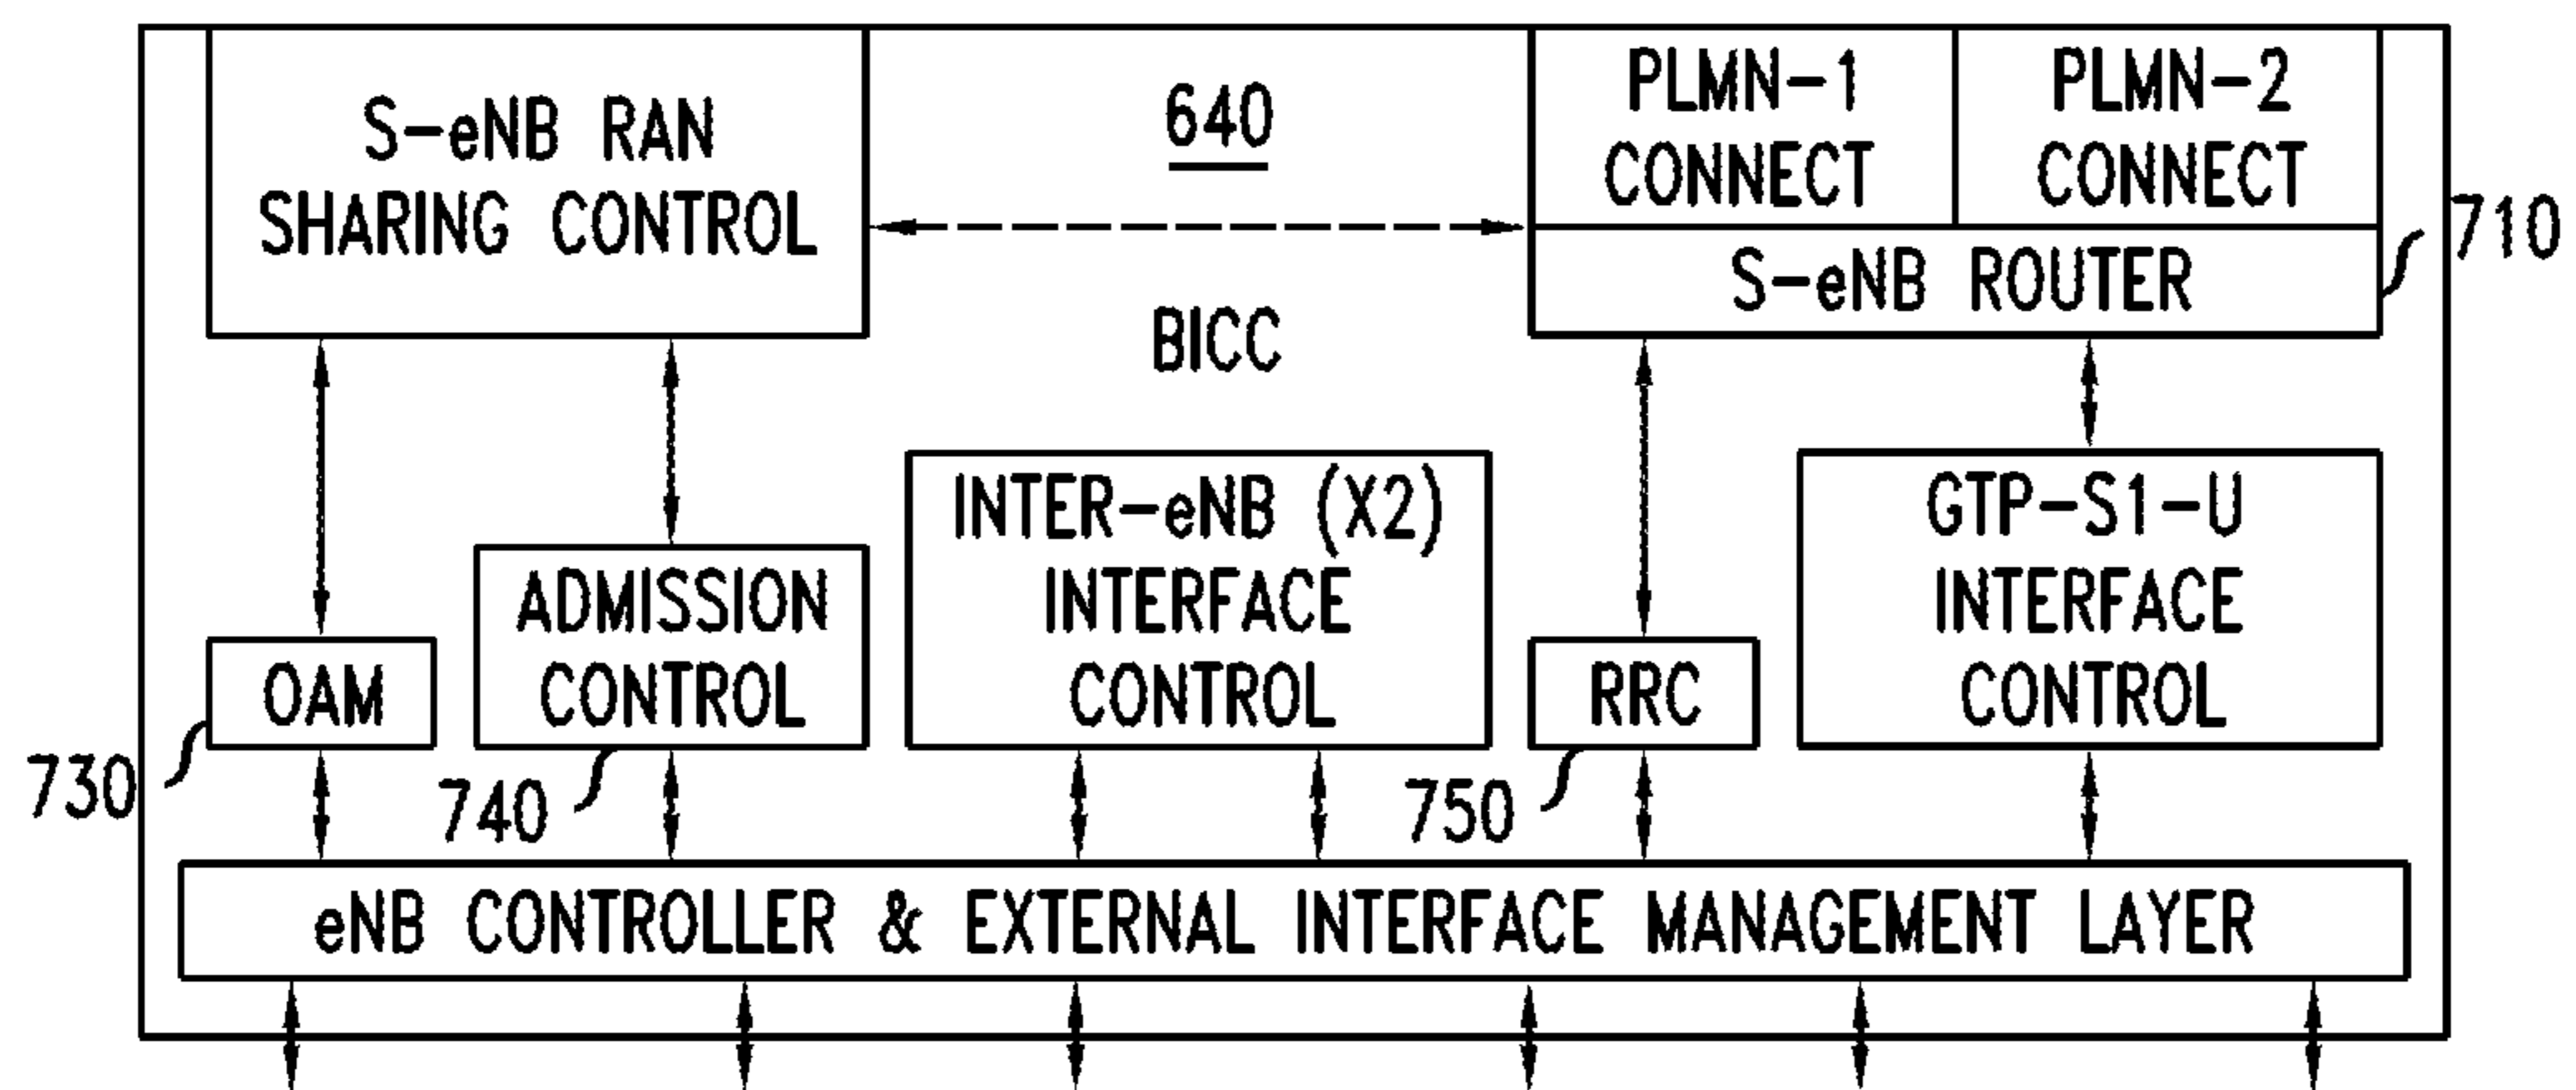 S-eNB RAN
SHARING CONTROL
640
BICC
PLMN-1
CONNECT
PLMN-2
CONNECT
S-eNB ROUTER
710
OAM
730
ADMISSION
CONTROL
740
INTER-eNB (X2)
INTERFACE
CONTROL
RRC
750
GTP-S1-U
INTERFACE
CONTROL
eNB CONTROLLER & EXTERNAL INTERFACE MANAGEMENT LAYER